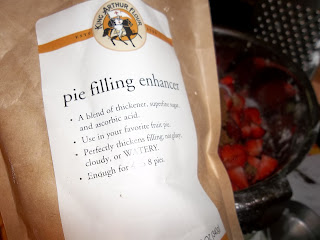 KING ARTHUR FLOUR
pie filling enhancer
• A blend of thickener, superfine sugar,
and ascorbic acid.
• Use in your favorite fruit pie.
• Perfectly thickens filling; not gluey,
cloudy, or WATERY.
• Enough for 8 pies.